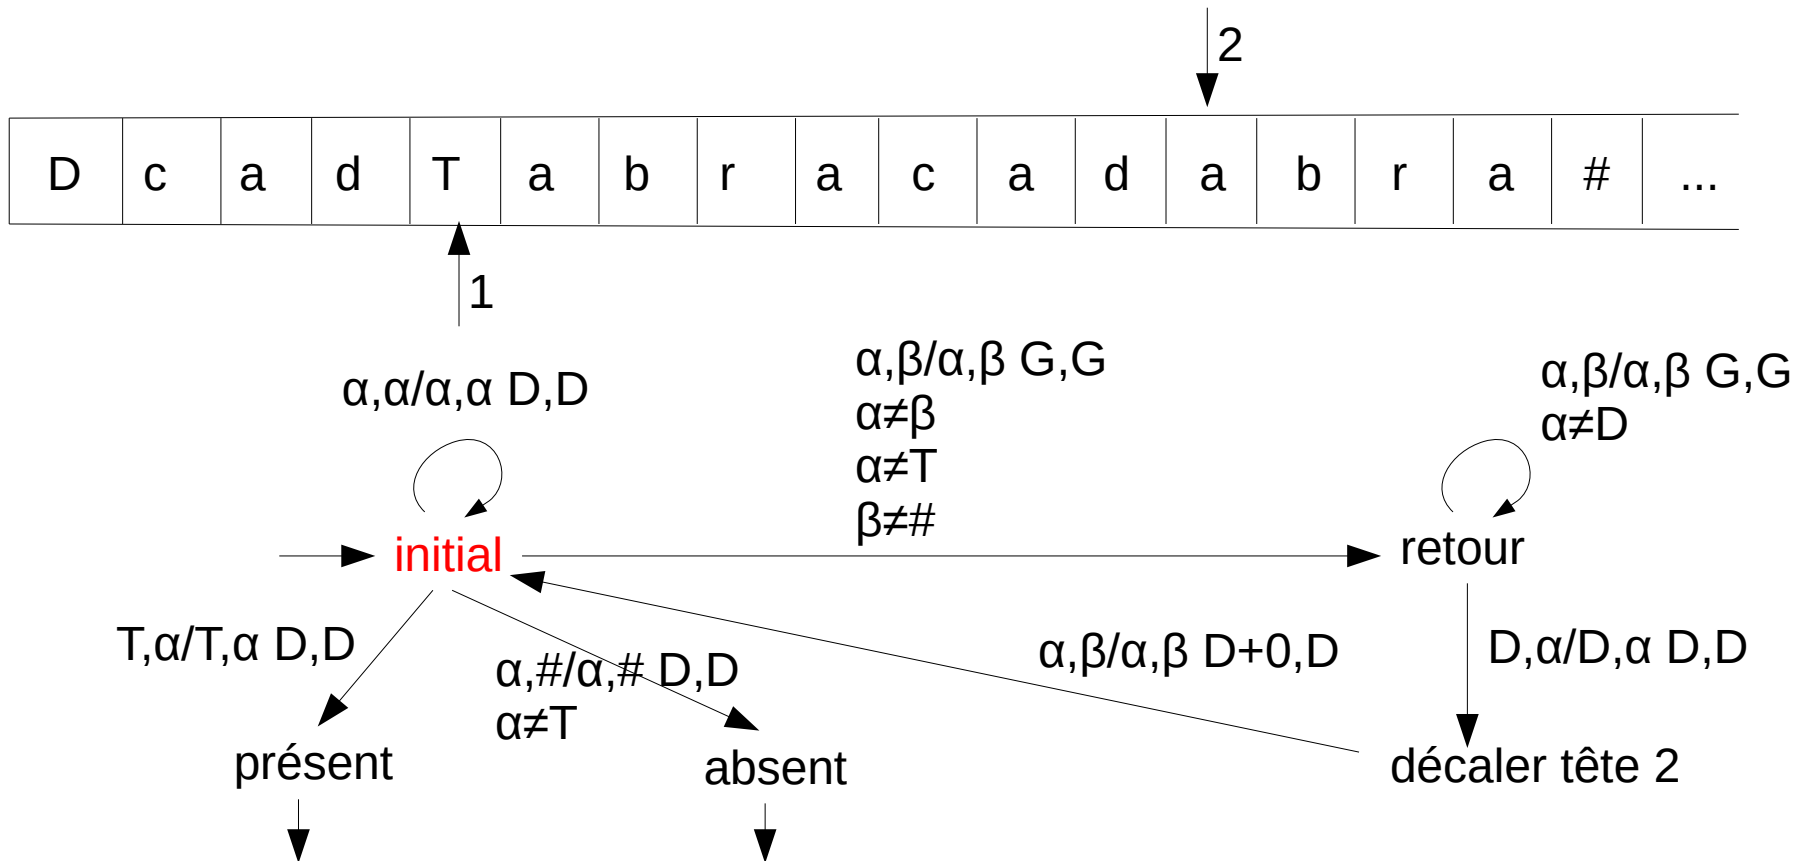 2
D c a d T a b r a c a d a b r a # ...
1
α,α/α,α D,D
α,β/α,β G,G
α≠β
α≠T
β≠#
α,β/α,β G,G
α≠D
initial
retour
T,α/T,α D,D
α,#/α,# D,D
α≠T
α,β/α,β D+0,D
D,α/D,α D,D
présent
absent
décaler tête 2